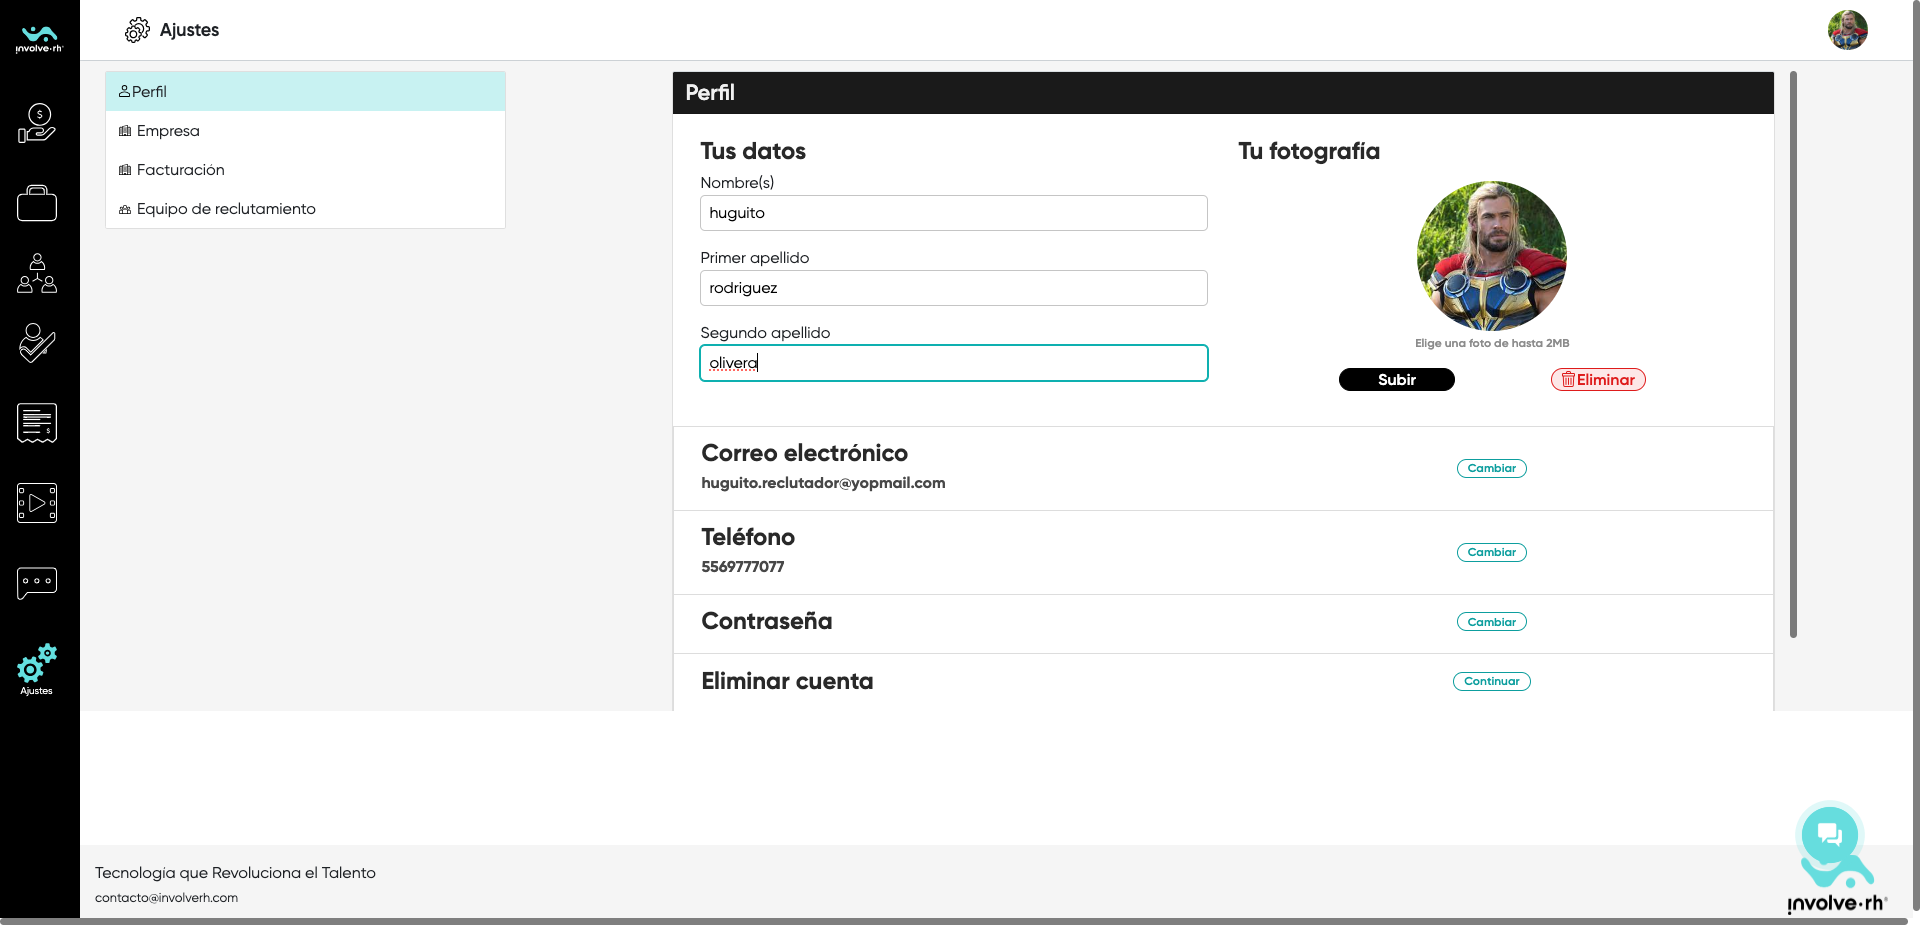 involve·rh
Ajustes
Perfil
Empresa
Facturación
Equipo de reclutamiento
Ajustes
Perfil
Tus datos
Nombre(s)
huguito
Primer apellido
rodriguez
Segundo apellido
olivera
Tu fotografía
Elige una foto de hasta 2MB
Subir
Eliminar
Correo electrónico
huguito.reclutador@yopmail.com
Cambiar
Teléfono
5569777077
Cambiar
Contraseña
Cambiar
Eliminar cuenta
Continuar
Tecnología que Revoluciona el Talento
contacto@involverh.com
involve·rh